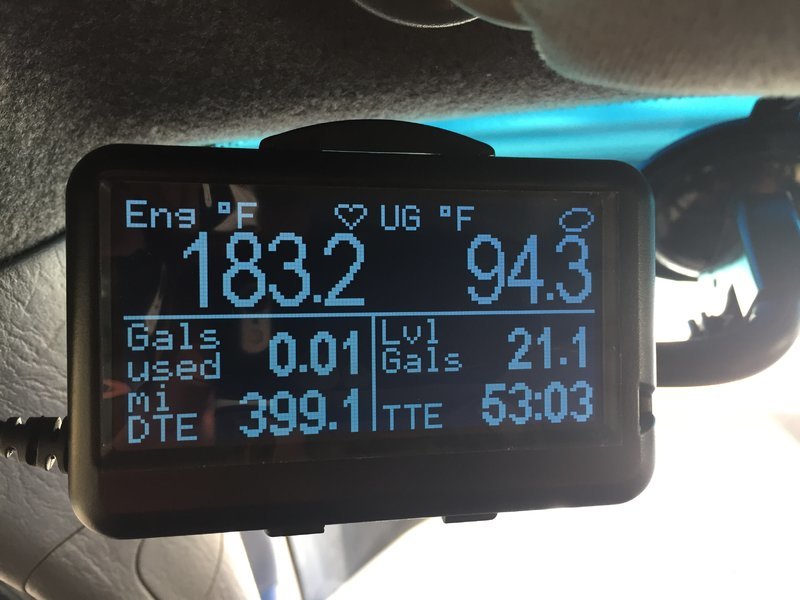 Eng °F UG °F
183.2 94.3
Gals used 0.01 Lvl Gals 21.1
mi DTE 399.1 TTE 53:03